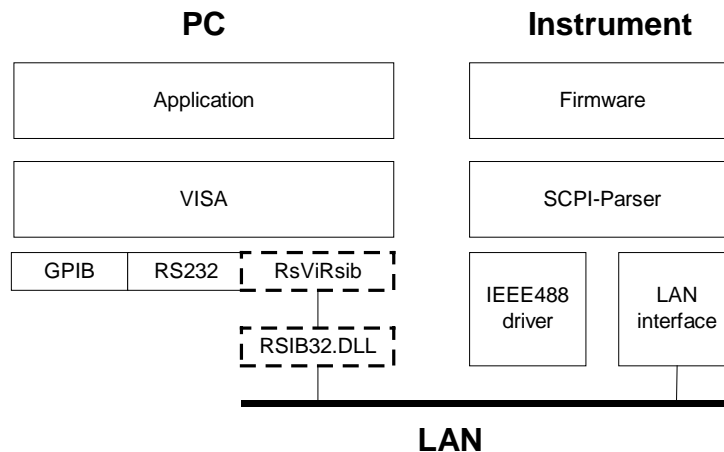 PC
Instrument
Application
Firmware
VISA
SCPI-Parser
GPIB
RS232
RsViRsib
IEEE488
driver
LAN
interface
RSIB32.DLL
LAN